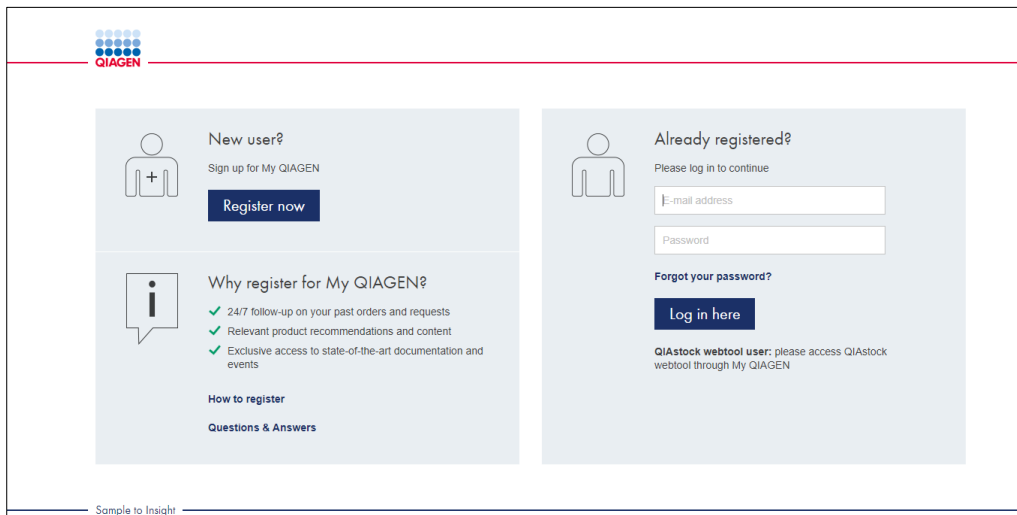 QIAGEN
New user?
Sign up for My QIAGEN
Register now
Why register for My QIAGEN?
24/7 follow-up on your past orders and requests
Relevant product recommendations and content
Exclusive access to state-of-the-art documentation and
events
How to register
Questions & Answers
Already registered?
Please log in to continue
E-mail address
Password
Forgot your password?
Log in here
QIAstock webtool user: please access QIAstock
webtool through My QIAGEN
Sample to Insight